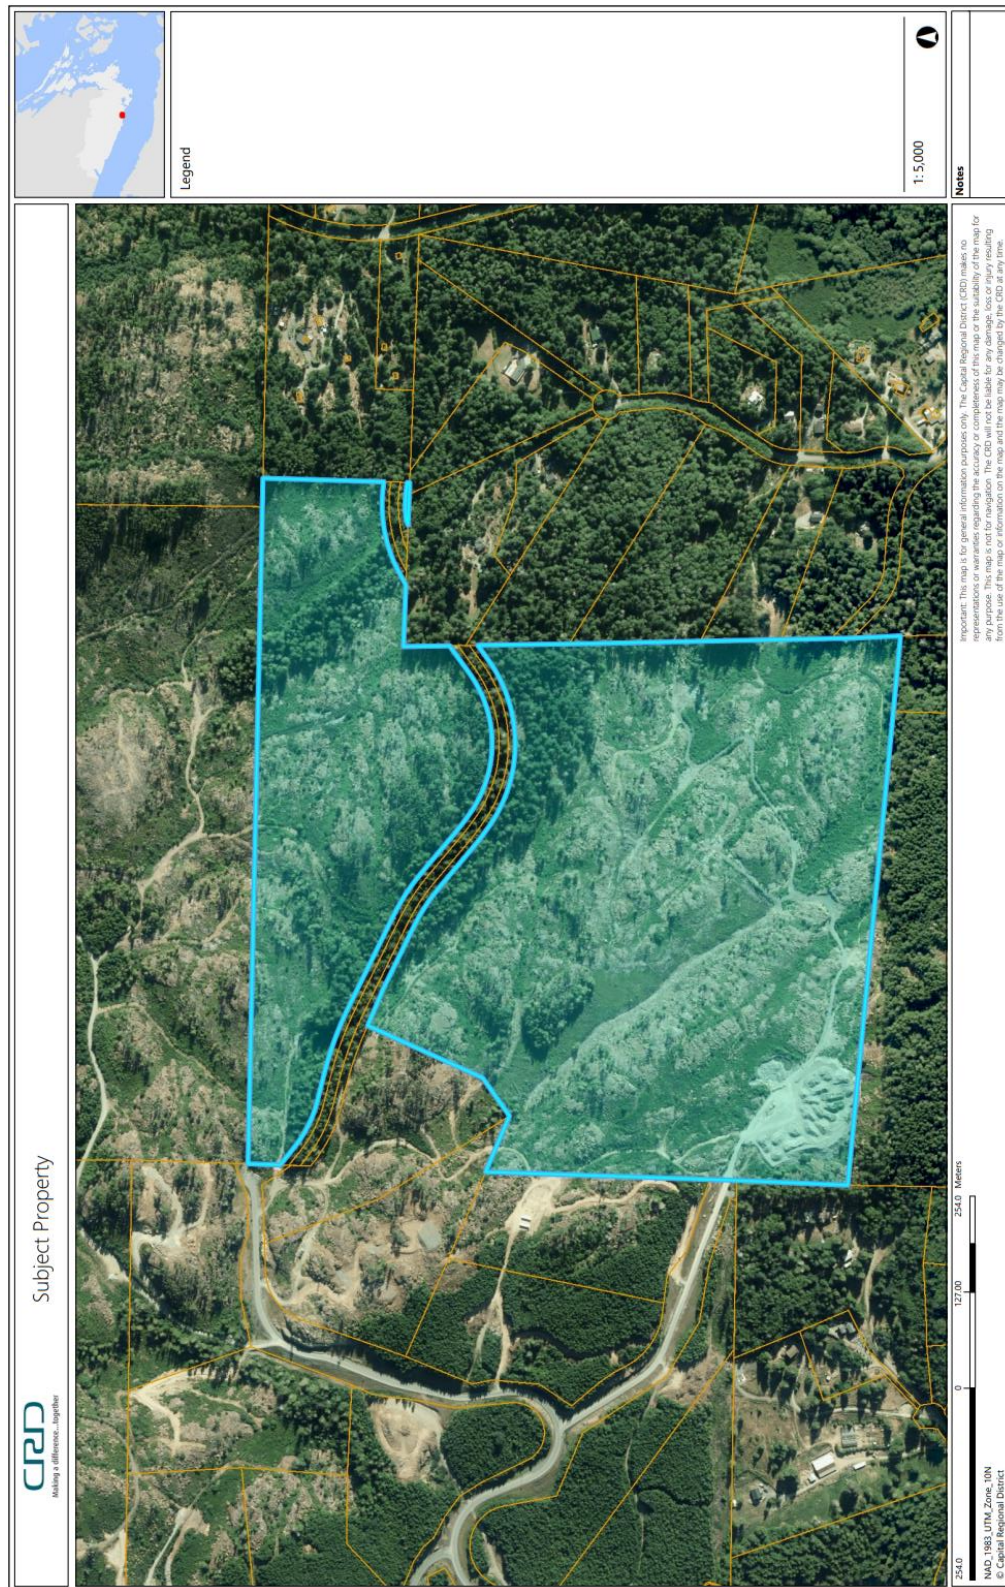 CRD
Making a difference...together
Subject Property
Legend
1: 5,000
Notes
254.0
0
127.00
254.0 Meters
NAD_1983_UTM_Zone_10N
© Capital Regional District
Important: This map is for general information purposes only. The Capital Regional District (CRD) makes no
representations or warranties regarding the accuracy or completeness of this map or the suitability of the map for
any purpose. This map is not for navigation. The CRD will not be liable for any damage, loss or injury resulting
from the use of the map or information on the map and the map may be changed by the CRD at any time.